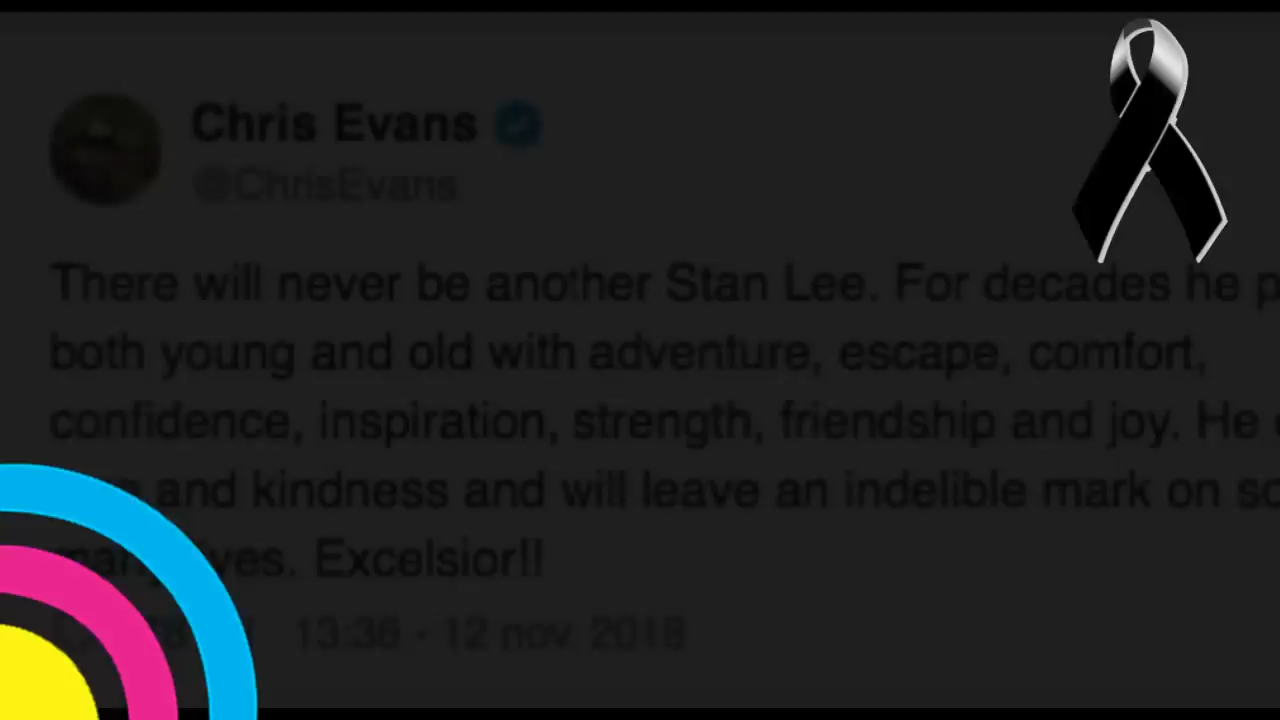 Chris Evans
@ChrisEvans
There will never be another Stan Lee. For decades he p
both young and old with adventure, escape, comfort,
confidence, inspiration, strength, friendship and joy. He
and kindness and will leave an indelible mark on so
Excelsior!!
13:36 - 12 nov. 2018